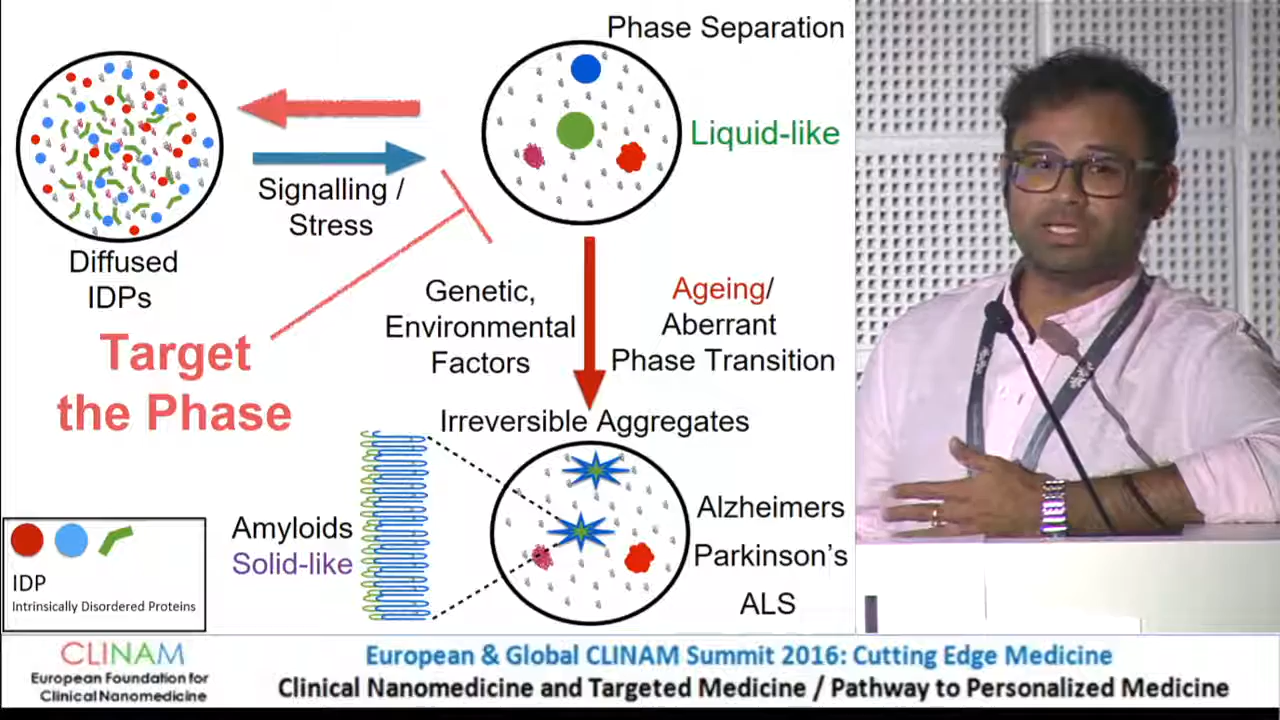 Phase Separation
Liquid-like
Signalling /
Stress
Diffused
IDPs
Target
the Phase
Genetic,
Environmental
Factors
Ageing/
Aberrant
Phase Transition
Irreversible Aggregates
Amyloids
Solid-like
Alzheimers
Parkinson's
ALS
IDP
Intrinsically Disordered Proteins
CLINAM
European Foundation for
Clinical Nanomedicine
European & Global CLINAM Summit 2016: Cutting Edge Medicine
Clinical Nanomedicine and Targeted Medicine / Pathway to Personalized Medicine